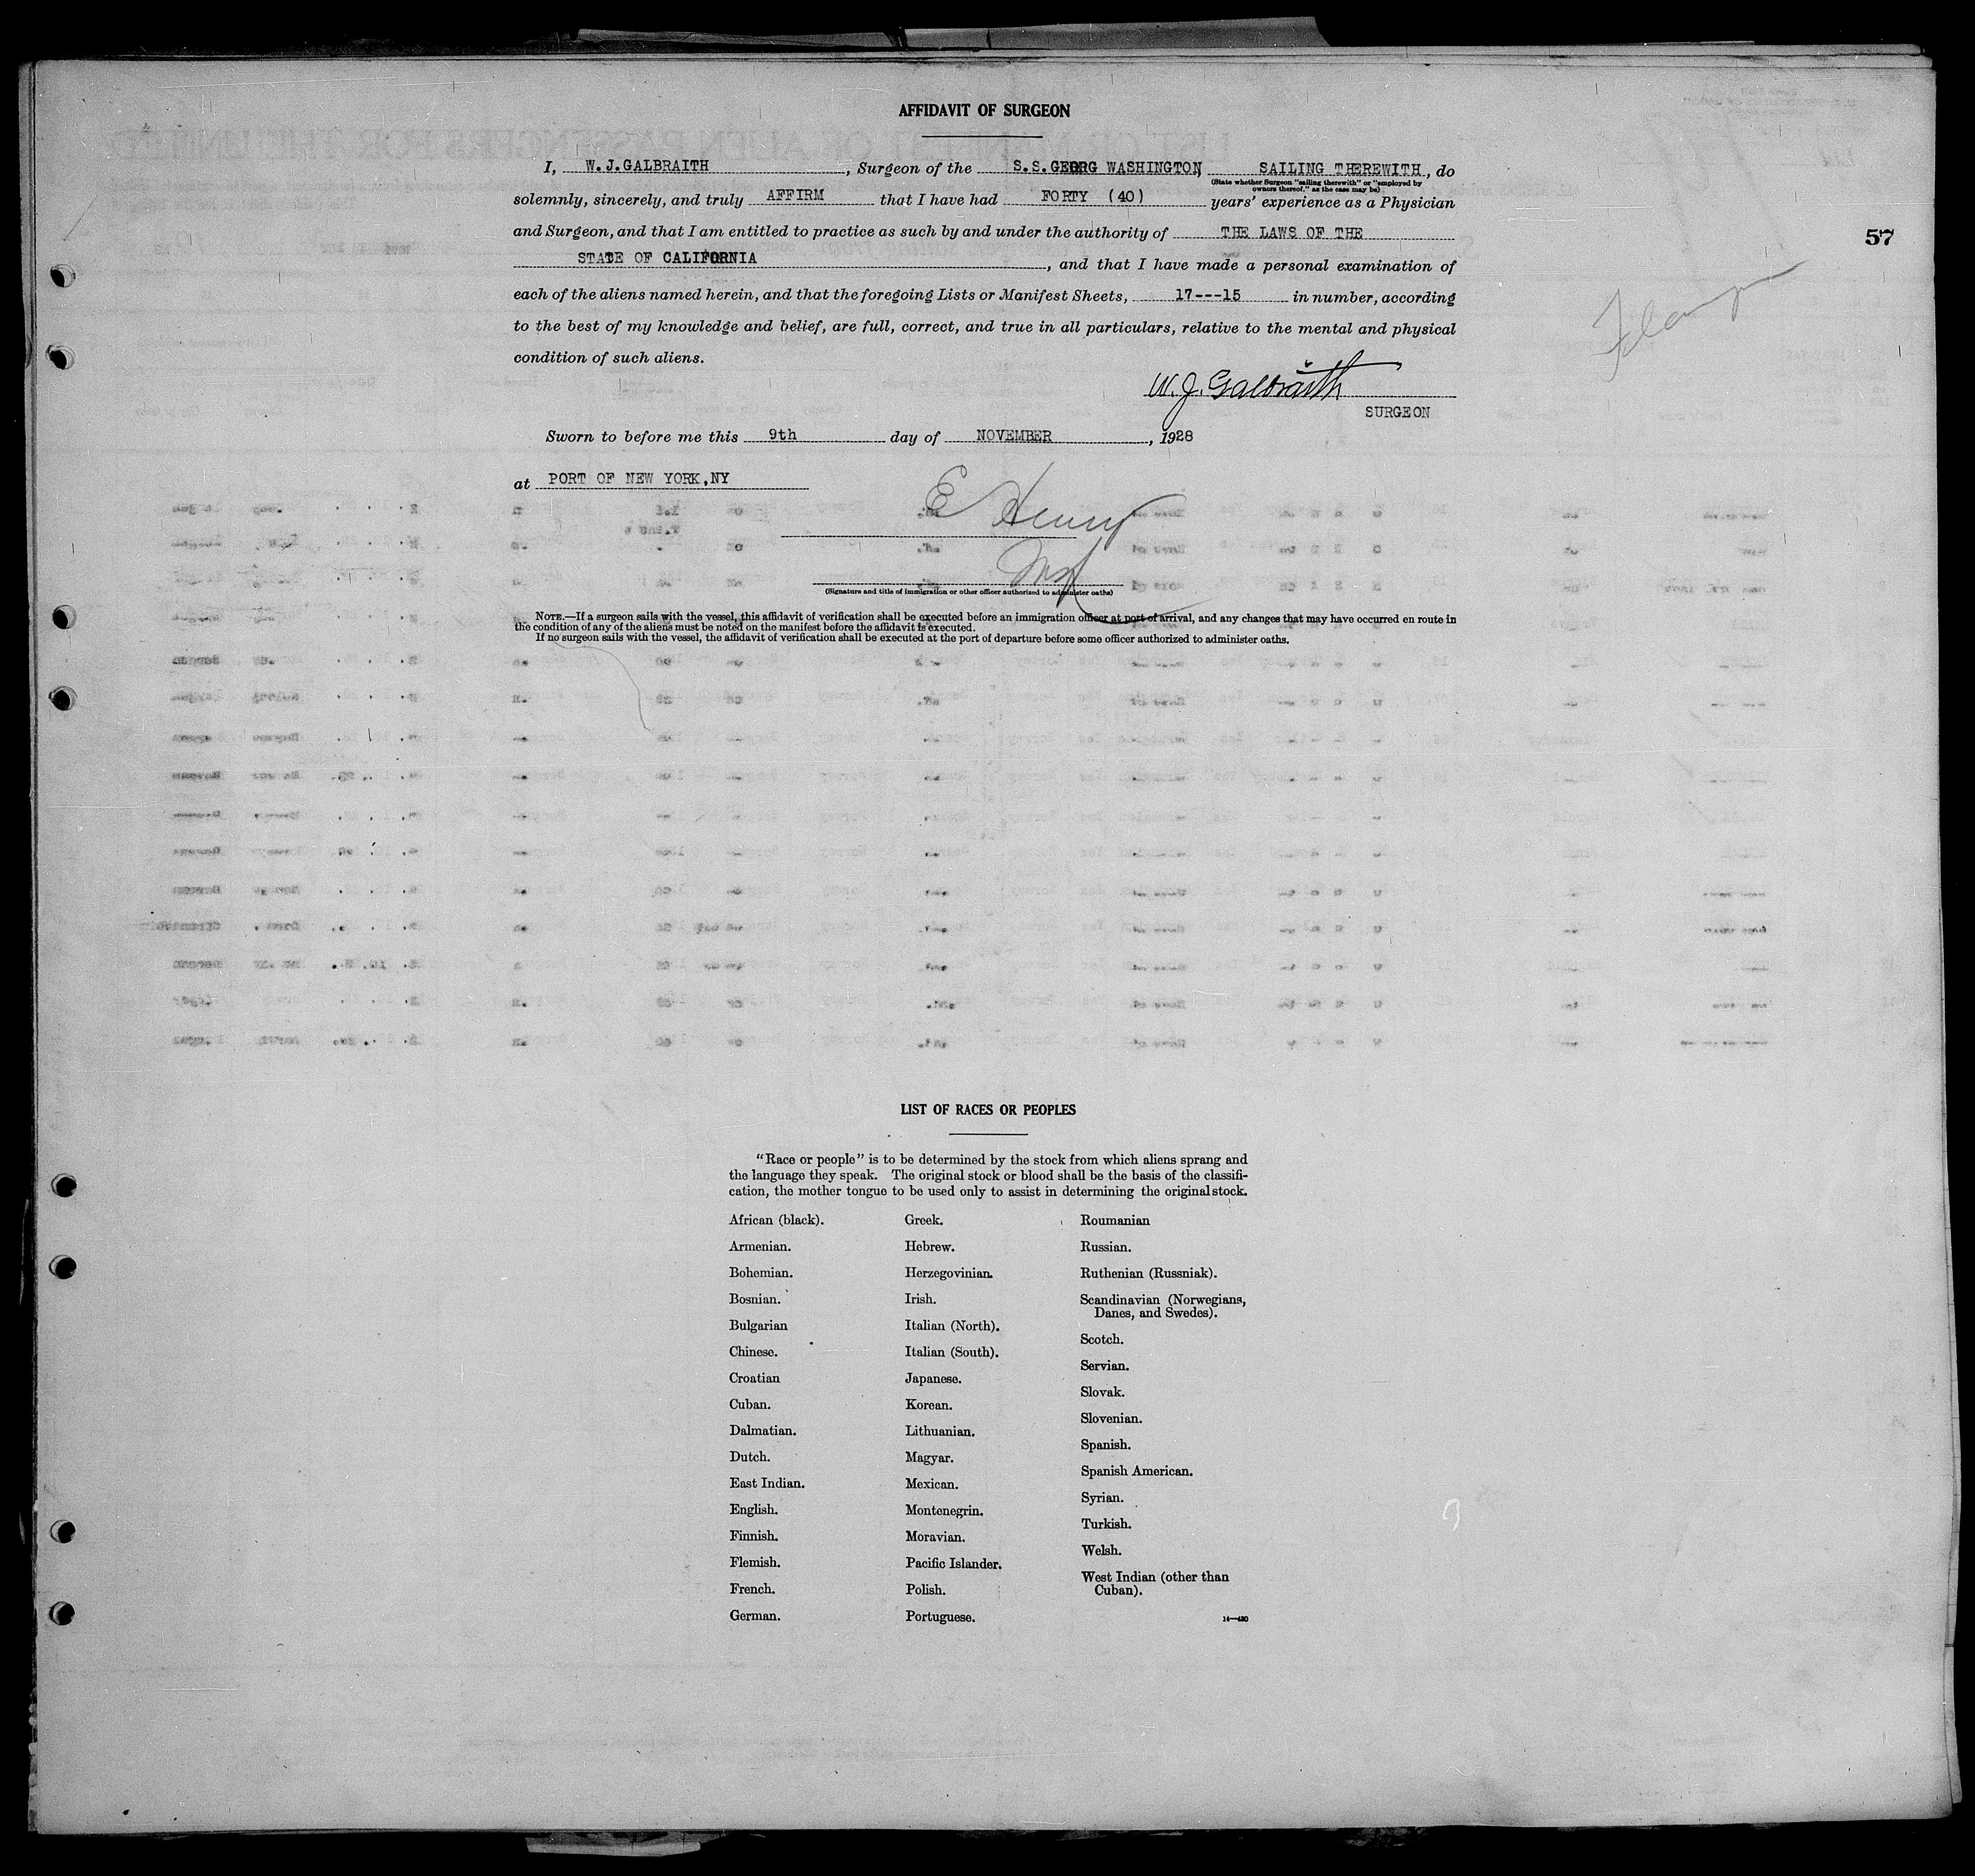 AFFIDAVIT OF SURGEON
I, W.J.GALBRAITH, Surgeon of the S.S.GEORG WASHINGTON, SAILING THEREWITH, do
(State whether Surgeon "sailing therewith" or "employed by
owners thereof," as the case may be)
solemnly, sincerely, and truly AFFIRM that I have had FORTY (40) years' experience as a Physician
and Surgeon, and that I am entitled to practice as such by and under the authority of THE LAWS OF THE
57
STATE OF CALIFORNIA, and that I have made a personal examination of
each of the aliens named herein, and that the foregoing Lists or Manifest Sheets, 17---15 in number, according
to the best of my knowledge and belief, are full, correct, and true in all particulars, relative to the mental and physical
condition of such aliens.
W. J. Galbraith
SURGEON
Sworn to before me this 9th day of NOVEMBER, 1928
at PORT OF NEW YORK,NY
E Henry
(Signature and title of immigration or other officer authorized to administer oaths)
NOTE.—If a surgeon sails with the vessel, this affidavit of verification shall be executed before an immigration officer at port of arrival, and any changes that may have occurred en route in
the condition of any of the aliens must be noted on the manifest before the affidavit is executed.
If no surgeon sails with the vessel, the affidavit of verification shall be executed at the port of departure before some officer authorized to administer oaths.
LIST OF RACES OR PEOPLES
"Race or people" is to be determined by the stock from which aliens sprang and
the language they speak. The original stock or blood shall be the basis of the classifi-
cation, the mother tongue to be used only to assist in determining the original stock.
African (black).
Armenian.
Bohemian.
Bosnian.
Bulgarian
Chinese.
Croatian
Cuban.
Dalmatian.
Dutch.
East Indian.
English.
Finnish.
Flemish.
French.
German.
Greek.
Hebrew.
Herzegovinian.
Irish.
Italian (North).
Italian (South).
Japanese.
Korean.
Lithuanian.
Magyar.
Mexican.
Montenegrin.
Moravian.
Pacific Islander.
Polish.
Portuguese.
Roumanian
Russian.
Ruthenian (Russniak).
Scandinavian (Norwegians,
Danes, and Swedes).
Scotch.
Servian.
Slovak.
Slovenian.
Spanish.
Spanish American.
Syrian.
Turkish.
Welsh.
West Indian (other than
Cuban).
14—430